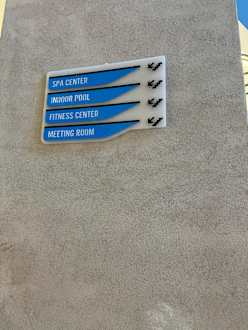 SPA CENTER
INDOOR POOL
FITNESS CENTER
MEETING ROOM